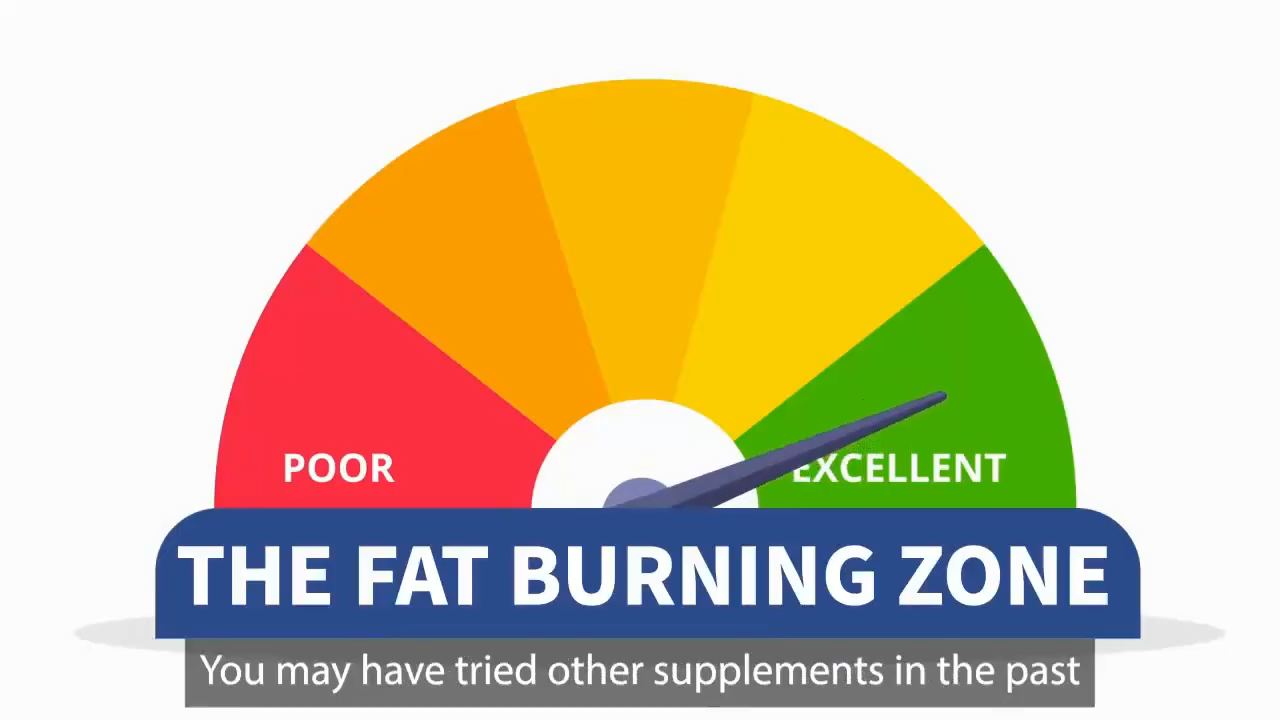 POOR
EXCELLENT
THE FAT BURNING ZONE
You may have tried other supplements in the past